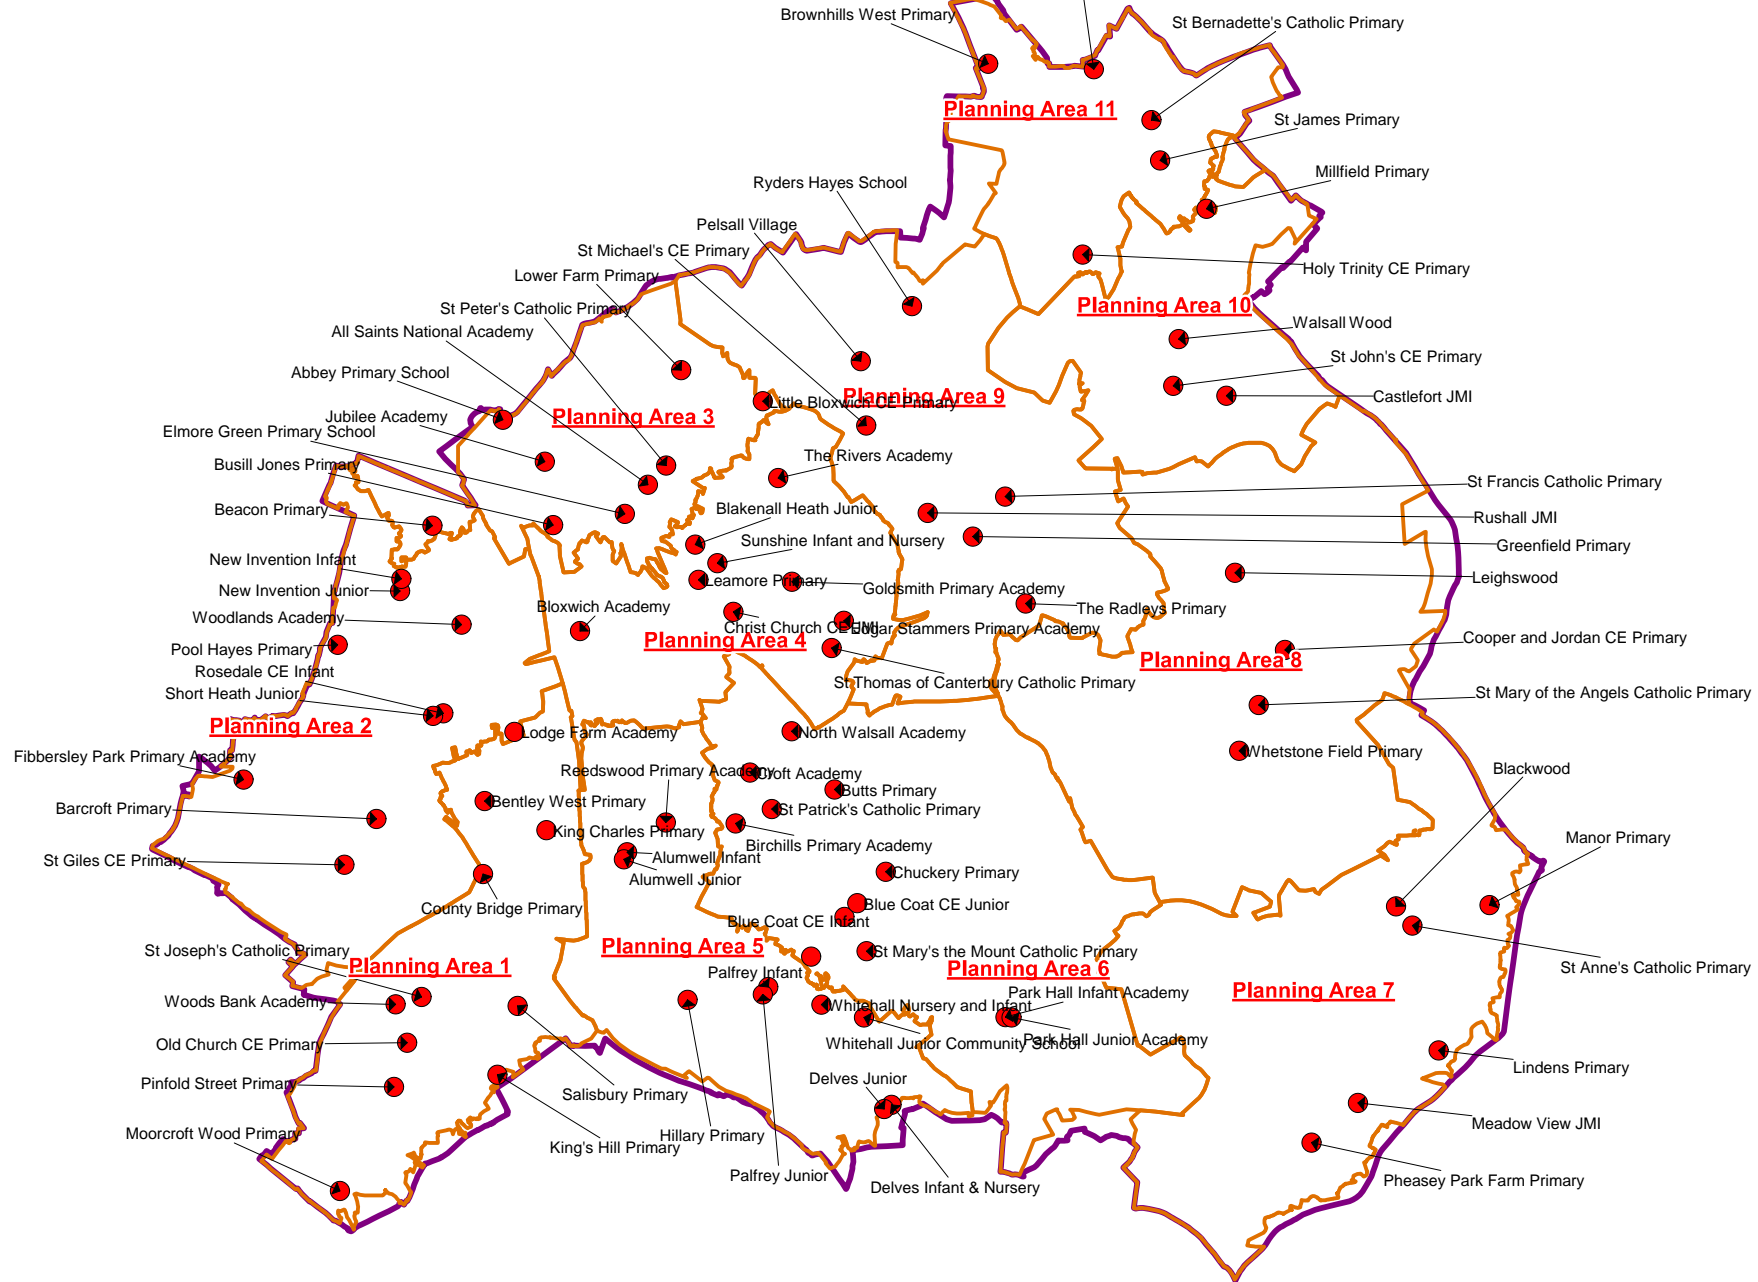 Brownhills West Primary
St Bernadette's Catholic Primary
Planning Area 11
St James Primary
Millfield Primary
Ryders Hayes School
Pelsall Village
St Michael's CE Primary
Lower Farm Primary
Holy Trinity CE Primary
St Peter's Catholic Primary
Planning Area 10
All Saints National Academy
Walsall Wood
St John's CE Primary
Abbey Primary School
Planning Area 9
Castlefort JMI
Little Bloxwich CE Primary
Jubilee Academy
Planning Area 3
Elmore Green Primary School
The Rivers Academy
Busill Jones Primary
St Francis Catholic Primary
Beacon Primary
Blakenall Heath Junior
Rushall JMI
Sunshine Infant and Nursery
Greenfield Primary
New Invention Infant
Leamore Primary
Leighswood
New Invention Junior
Goldsmith Primary Academy
Bloxwich Academy
The Radleys Primary
Woodlands Academy
Christ Church CE JMI
Edgar Stammers Primary Academy
Planning Area 4
Cooper and Jordan CE Primary
Pool Hayes Primary
Planning Area 8
Rosedale CE Infant
St Thomas of Canterbury Catholic Primary
Short Heath Junior
St Mary of the Angels Catholic Primary
Planning Area 2
Lodge Farm Academy
North Walsall Academy
Whetstone Field Primary
Fibbersley Park Primary Academy
Reedswood Primary Academy
Croft Academy
Blackwood
Butts Primary
Bentley West Primary
Barcroft Primary
St Patrick's Catholic Primary
King Charles Primary
Manor Primary
Birchills Primary Academy
St Giles CE Primary
Alumwell Infant
Alumwell Junior
Chuckery Primary
County Bridge Primary
Blue Coat CE Junior
Blue Coat CE Infant
St Joseph's Catholic Primary
Planning Area 5
St Mary's the Mount Catholic Primary
Planning Area 1
Planning Area 6
St Anne's Catholic Primary
Palfrey Infant
Planning Area 7
Park Hall Infant Academy
Woods Bank Academy
Whitehall Nursery and Infant
Park Hall Junior Academy
Old Church CE Primary
Whitehall Junior Community School
Lindens Primary
Delves Junior
Pinfold Street Primary
Salisbury Primary
Meadow View JMI
Moorcroft Wood Primary
Hillary Primary
King's Hill Primary
Palfrey Junior
Pheasey Park Farm Primary
Delves Infant & Nursery